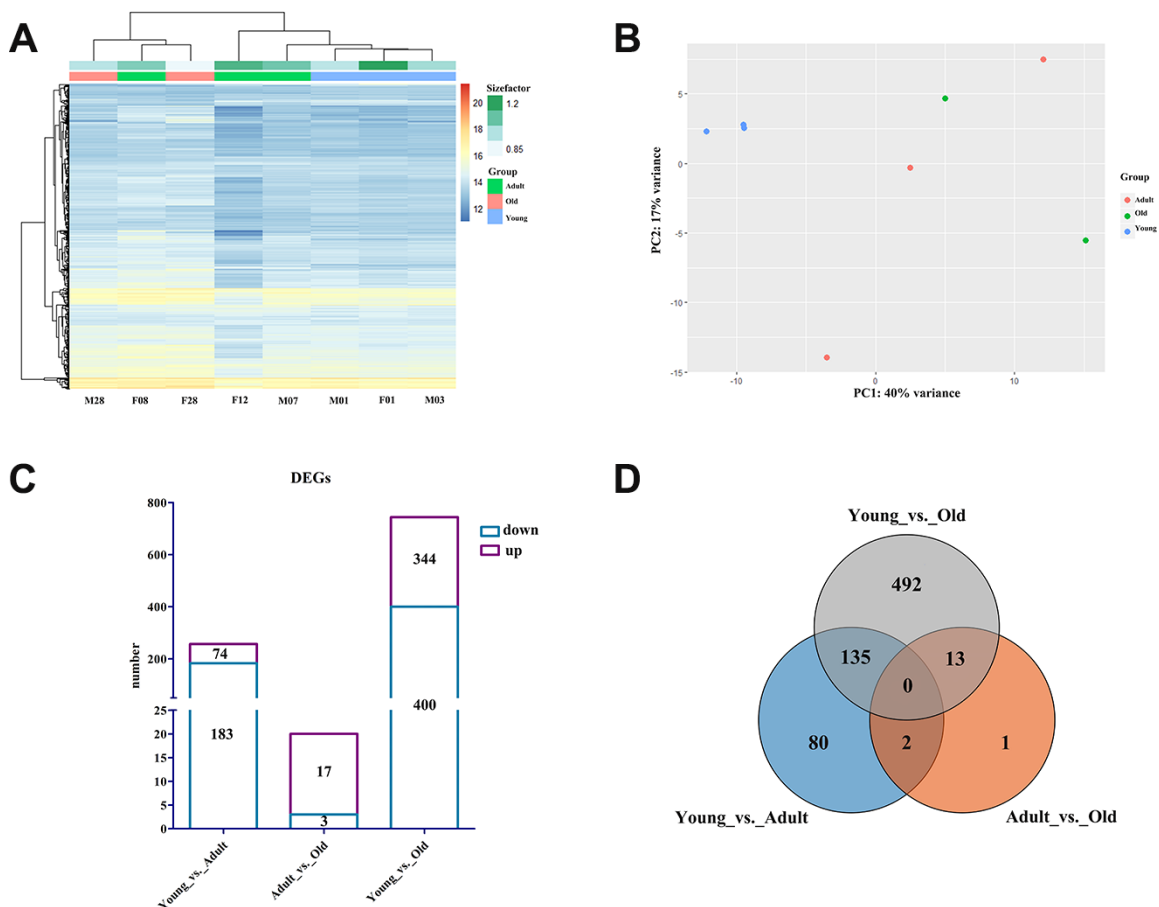 A
Sizefactor
1.2
0.85
Group
Adult
Old
Young
20
18
16
14
12
M28 F08 F28 F12 M07 M01 F01 M03
B
PC2: 17% variance
5
0
-5
-10
-15
-10 0 10
PC1: 40% variance
Group
Adult
Old
Young
C
DEGs
number
800
600
400
200
25
20
15
10
5
0
down
up
74
183
17
3
344
400
Young_vs._Adult
Adult_vs._Old
Young_vs._Old
D
Young_vs._Old
492
135
13
0
80
2
1
Young_vs._Adult
Adult_vs._Old